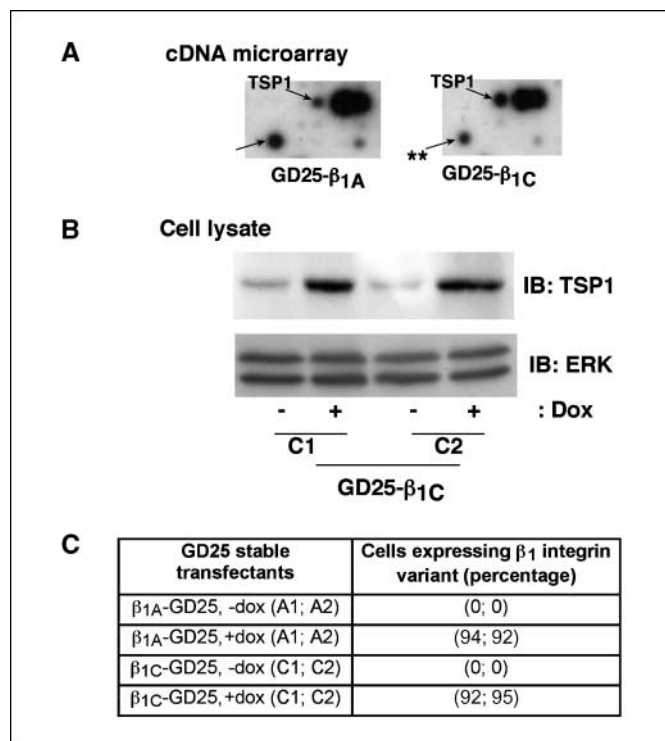 A cDNA microarray
TSP1 TSP1
**
GD25-β1A GD25-β1C
B Cell lysate
IB: TSP1
IB: ERK
- + - + : Dox
C1 C2
GD25-β1C
C
GD25 stable transfectants Cells expressing β1 integrin variant (percentage)
β1A-GD25, -dox (A1; A2) (0; 0)
β1A-GD25, +dox (A1; A2) (94; 92)
β1C-GD25, -dox (C1; C2) (0; 0)
β1C-GD25, +dox (C1; C2) (92; 95)